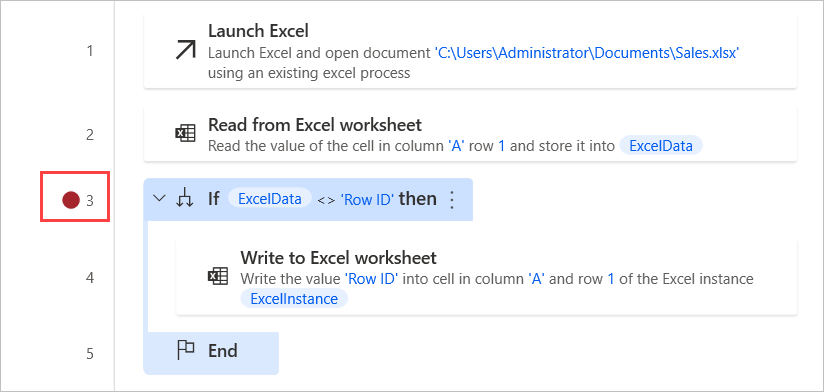 1
Launch Excel
Launch Excel and open document 'C:\Users\Administrator\Documents\Sales.xlsx'
using an existing excel process
2
Read from Excel worksheet
Read the value of the cell in column 'A' row 1 and store it into ExcelData
3
If ExcelData <> 'Row ID' then
4
Write to Excel worksheet
Write the value 'Row ID' into cell in column 'A' and row 1 of the Excel instance
ExcelInstance
5
End